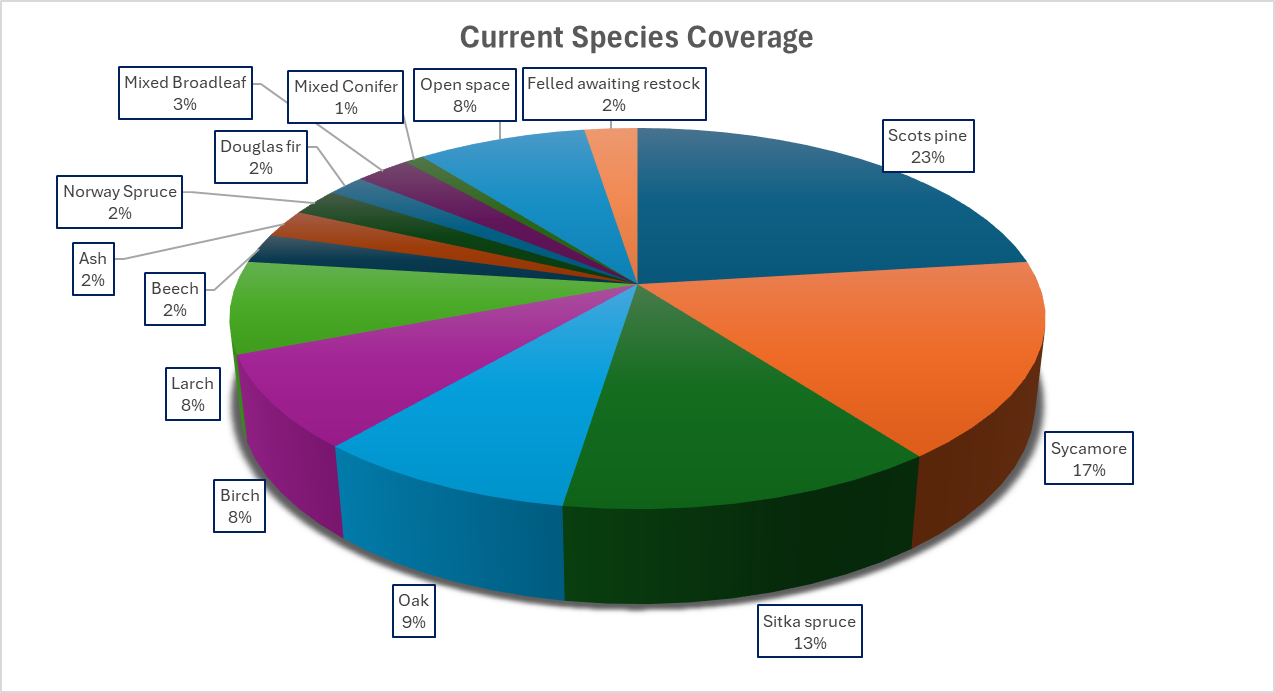 Current Species Coverage
Mixed Broadleaf
3%
Mixed Conifer
1%
Open space
8%
Felled awaiting restock
2%
Scots pine
23%
Douglas fir
2%
Norway Spruce
2%
Ash
2%
Beech
2%
Larch
8%
Sycamore
17%
Birch
8%
Oak
9%
Sitka spruce
13%